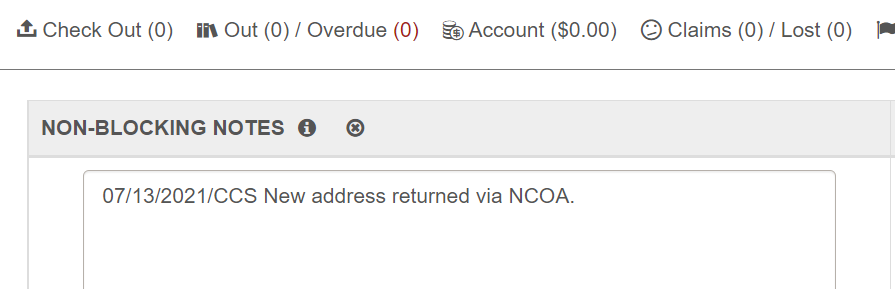 Check Out (0) Out (0) / Overdue (0) Account ($0.00) Claims (0) / Lost (0)
NON-BLOCKING NOTES
07/13/2021/CCS New address returned via NCOA.